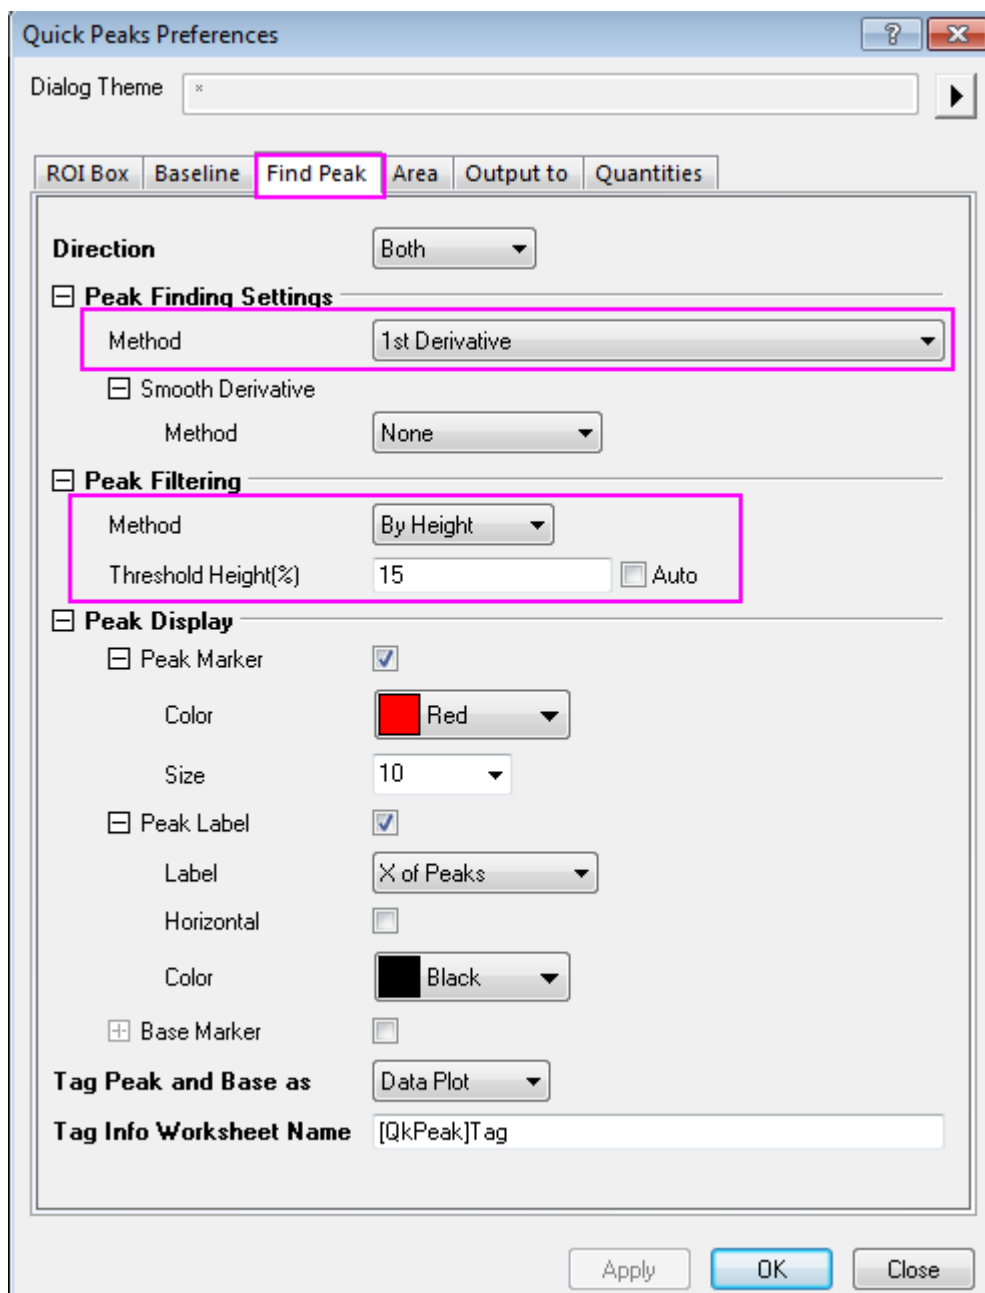 Quick Peaks Preferences
Dialog Theme *
ROI Box Baseline Find Peak Area Output to Quantities
Direction Both
Peak Finding Settings
Method 1st Derivative
Smooth Derivative
Method None
Peak Filtering
Method By Height
Threshold Height(%) 15 Auto
Peak Display
Peak Marker
Color Red
Size 10
Peak Label
Label X of Peaks
Horizontal
Color Black
Base Marker
Tag Peak and Base as Data Plot
Tag Info Worksheet Name [QkPeak]Tag
Apply OK Close